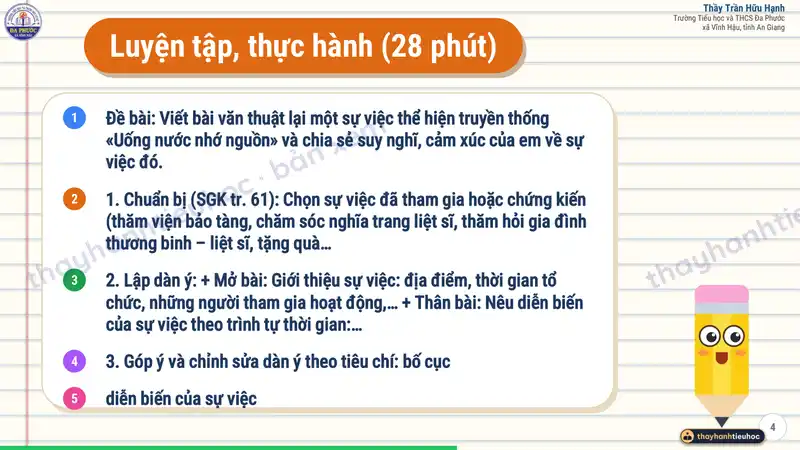 ĐA PHƯỚC
Thầy Trần Hữu Hạnh
Trường Tiểu học và THCS Đa Phước
xã Vĩnh Hậu, tỉnh An Giang
Luyện tập, thực hành (28 phút)
1 Đề bài: Viết bài văn thuật lại một sự việc thể hiện truyền thống
«Uống nước nhớ nguồn» và chia sẻ suy nghĩ, cảm xúc của em về sự
việc đó.
2 1. Chuẩn bị (SGK tr. 61): Chọn sự việc đã tham gia hoặc chứng kiến
(thăm viện bảo tàng, chăm sóc nghĩa trang liệt sĩ, thăm hỏi gia đình
thương binh – liệt sĩ, tặng quà…
3 2. Lập dàn ý: + Mở bài: Giới thiệu sự việc: địa điểm, thời gian tổ
chức, những người tham gia hoạt động,… + Thân bài: Nêu diễn biến
của sự việc theo trình tự thời gian:…
4 3. Góp ý và chỉnh sửa dàn ý theo tiêu chí: bố cục
5 diễn biến của sự việc
thayhanhtieuhoc · bản xem
thayhanhtie
thayhanhtieuhoc
4